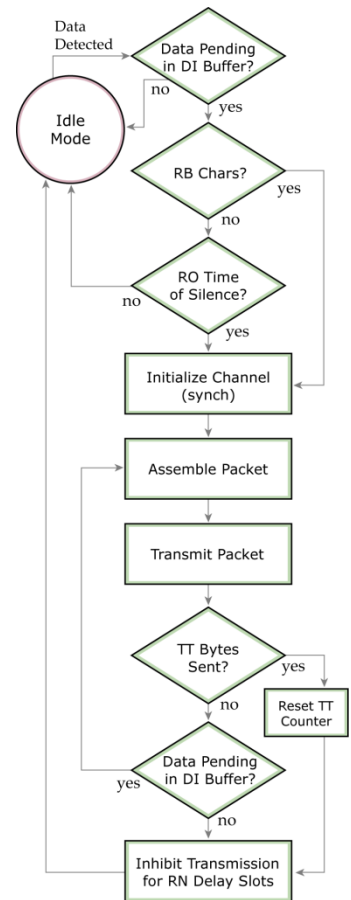 Data
Detected
Data Pending
in DI Buffer?
no
yes
Idle
Mode
RB Chars?
yes
no
RO Time
of Silence?
no
yes
Initialize Channel
(synch)
Assemble Packet
Transmit Packet
TT Bytes
Sent?
yes
no
Reset TT
Counter
Data Pending
in DI Buffer?
yes
no
Inhibit Transmission
for RN Delay Slots